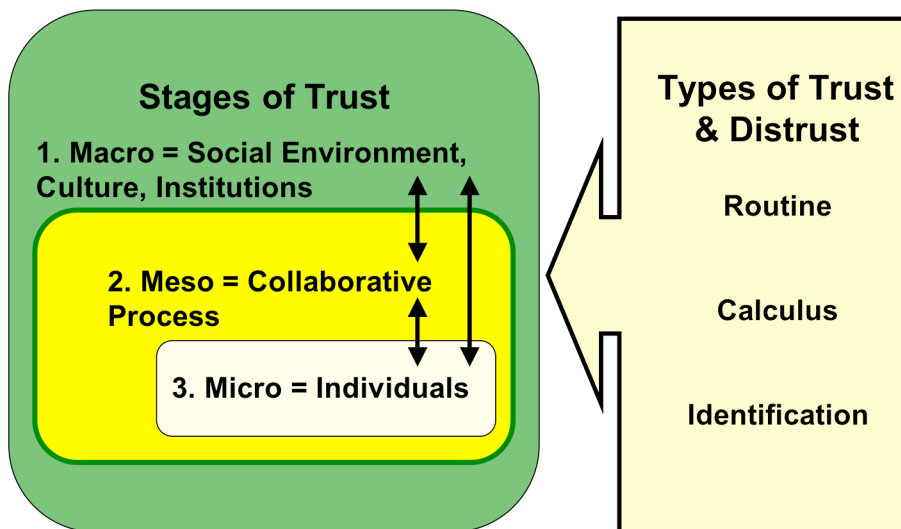 Stages of Trust
1. Macro = Social Environment,
Culture, Institutions
2. Meso = Collaborative
Process
3. Micro = Individuals
Types of Trust
& Distrust
Routine
Calculus
Identification